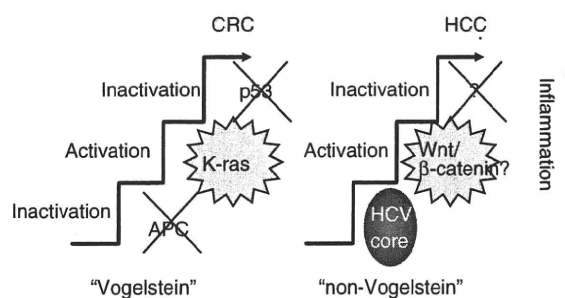 CRC
HCC
Inactivation
p53
Inactivation
?
Activation
K-ras
Activation
Wnt/
β-catenin?
Inactivation
APC
HCV
core
Inflammation
“Vogelstein”
“non-Vogelstein”